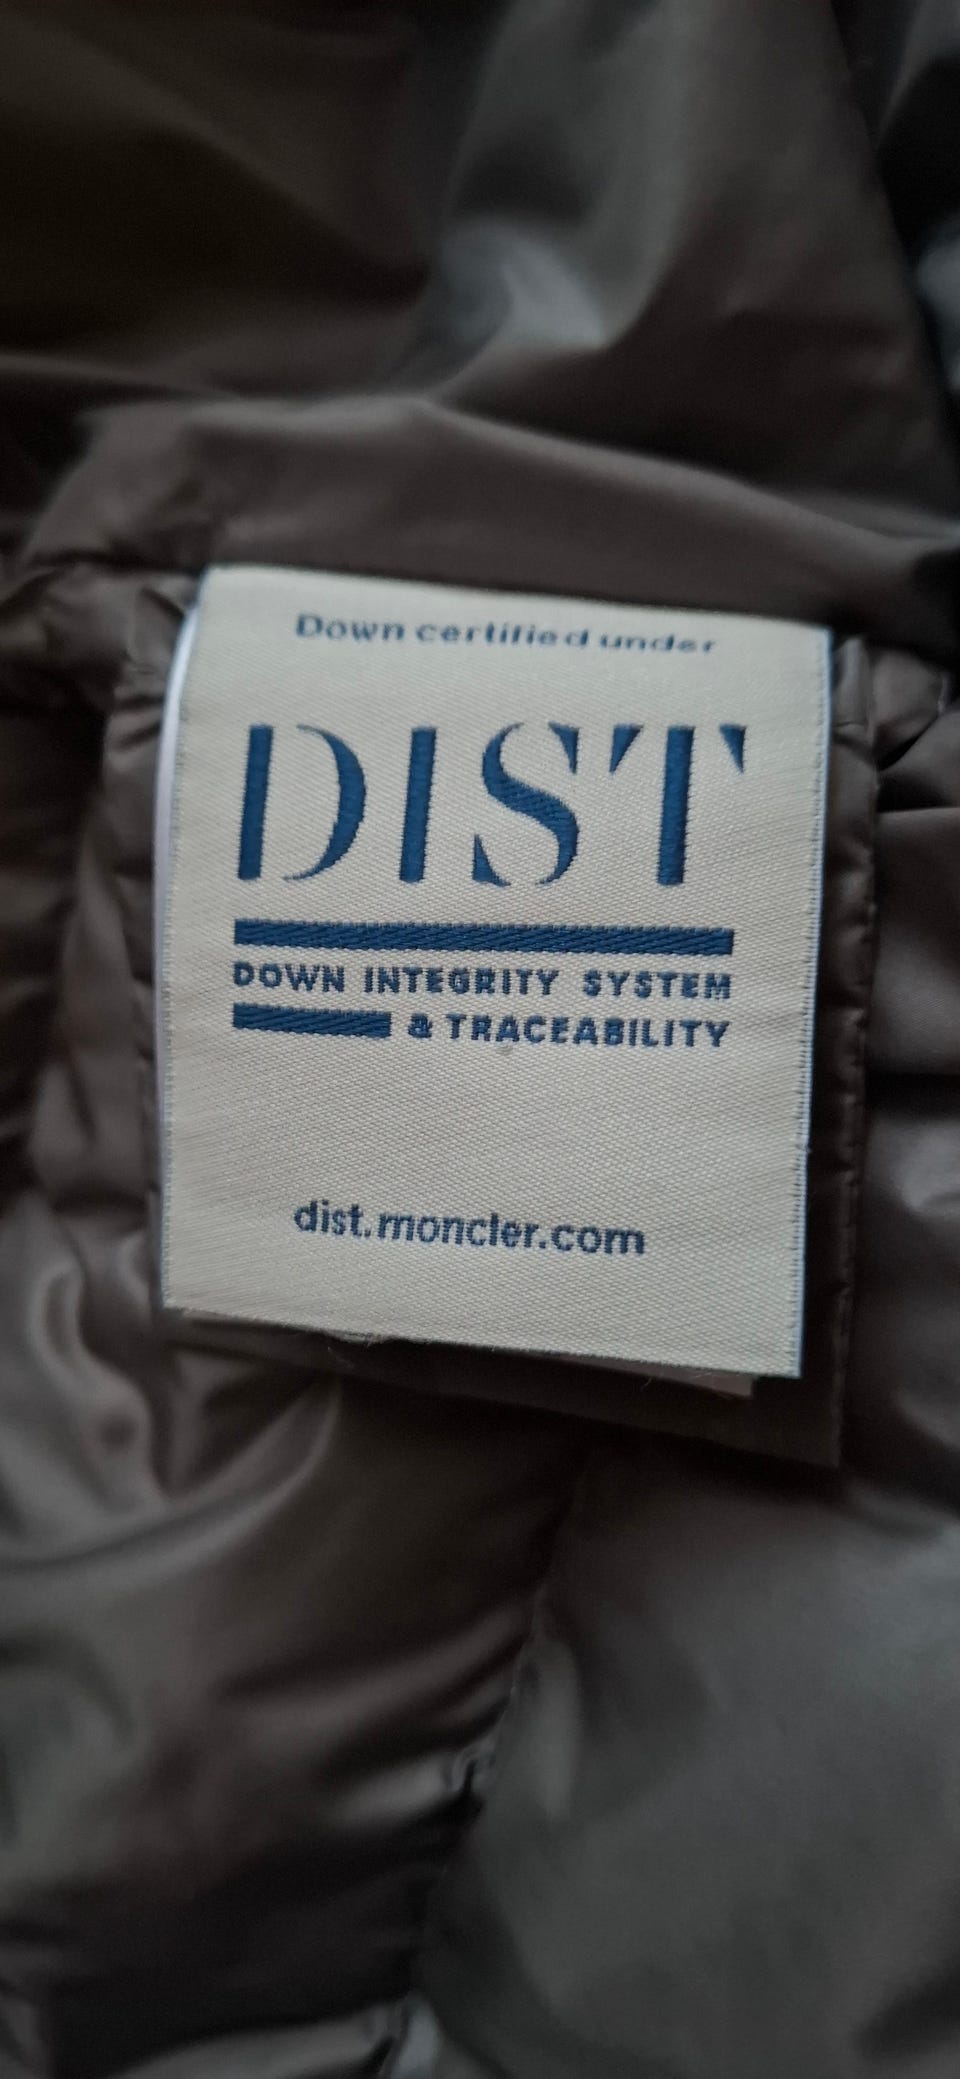 Down certified under
DIST
DOWN INTEGRITY SYSTEM
& TRACEABILITY
dist.moncler.com